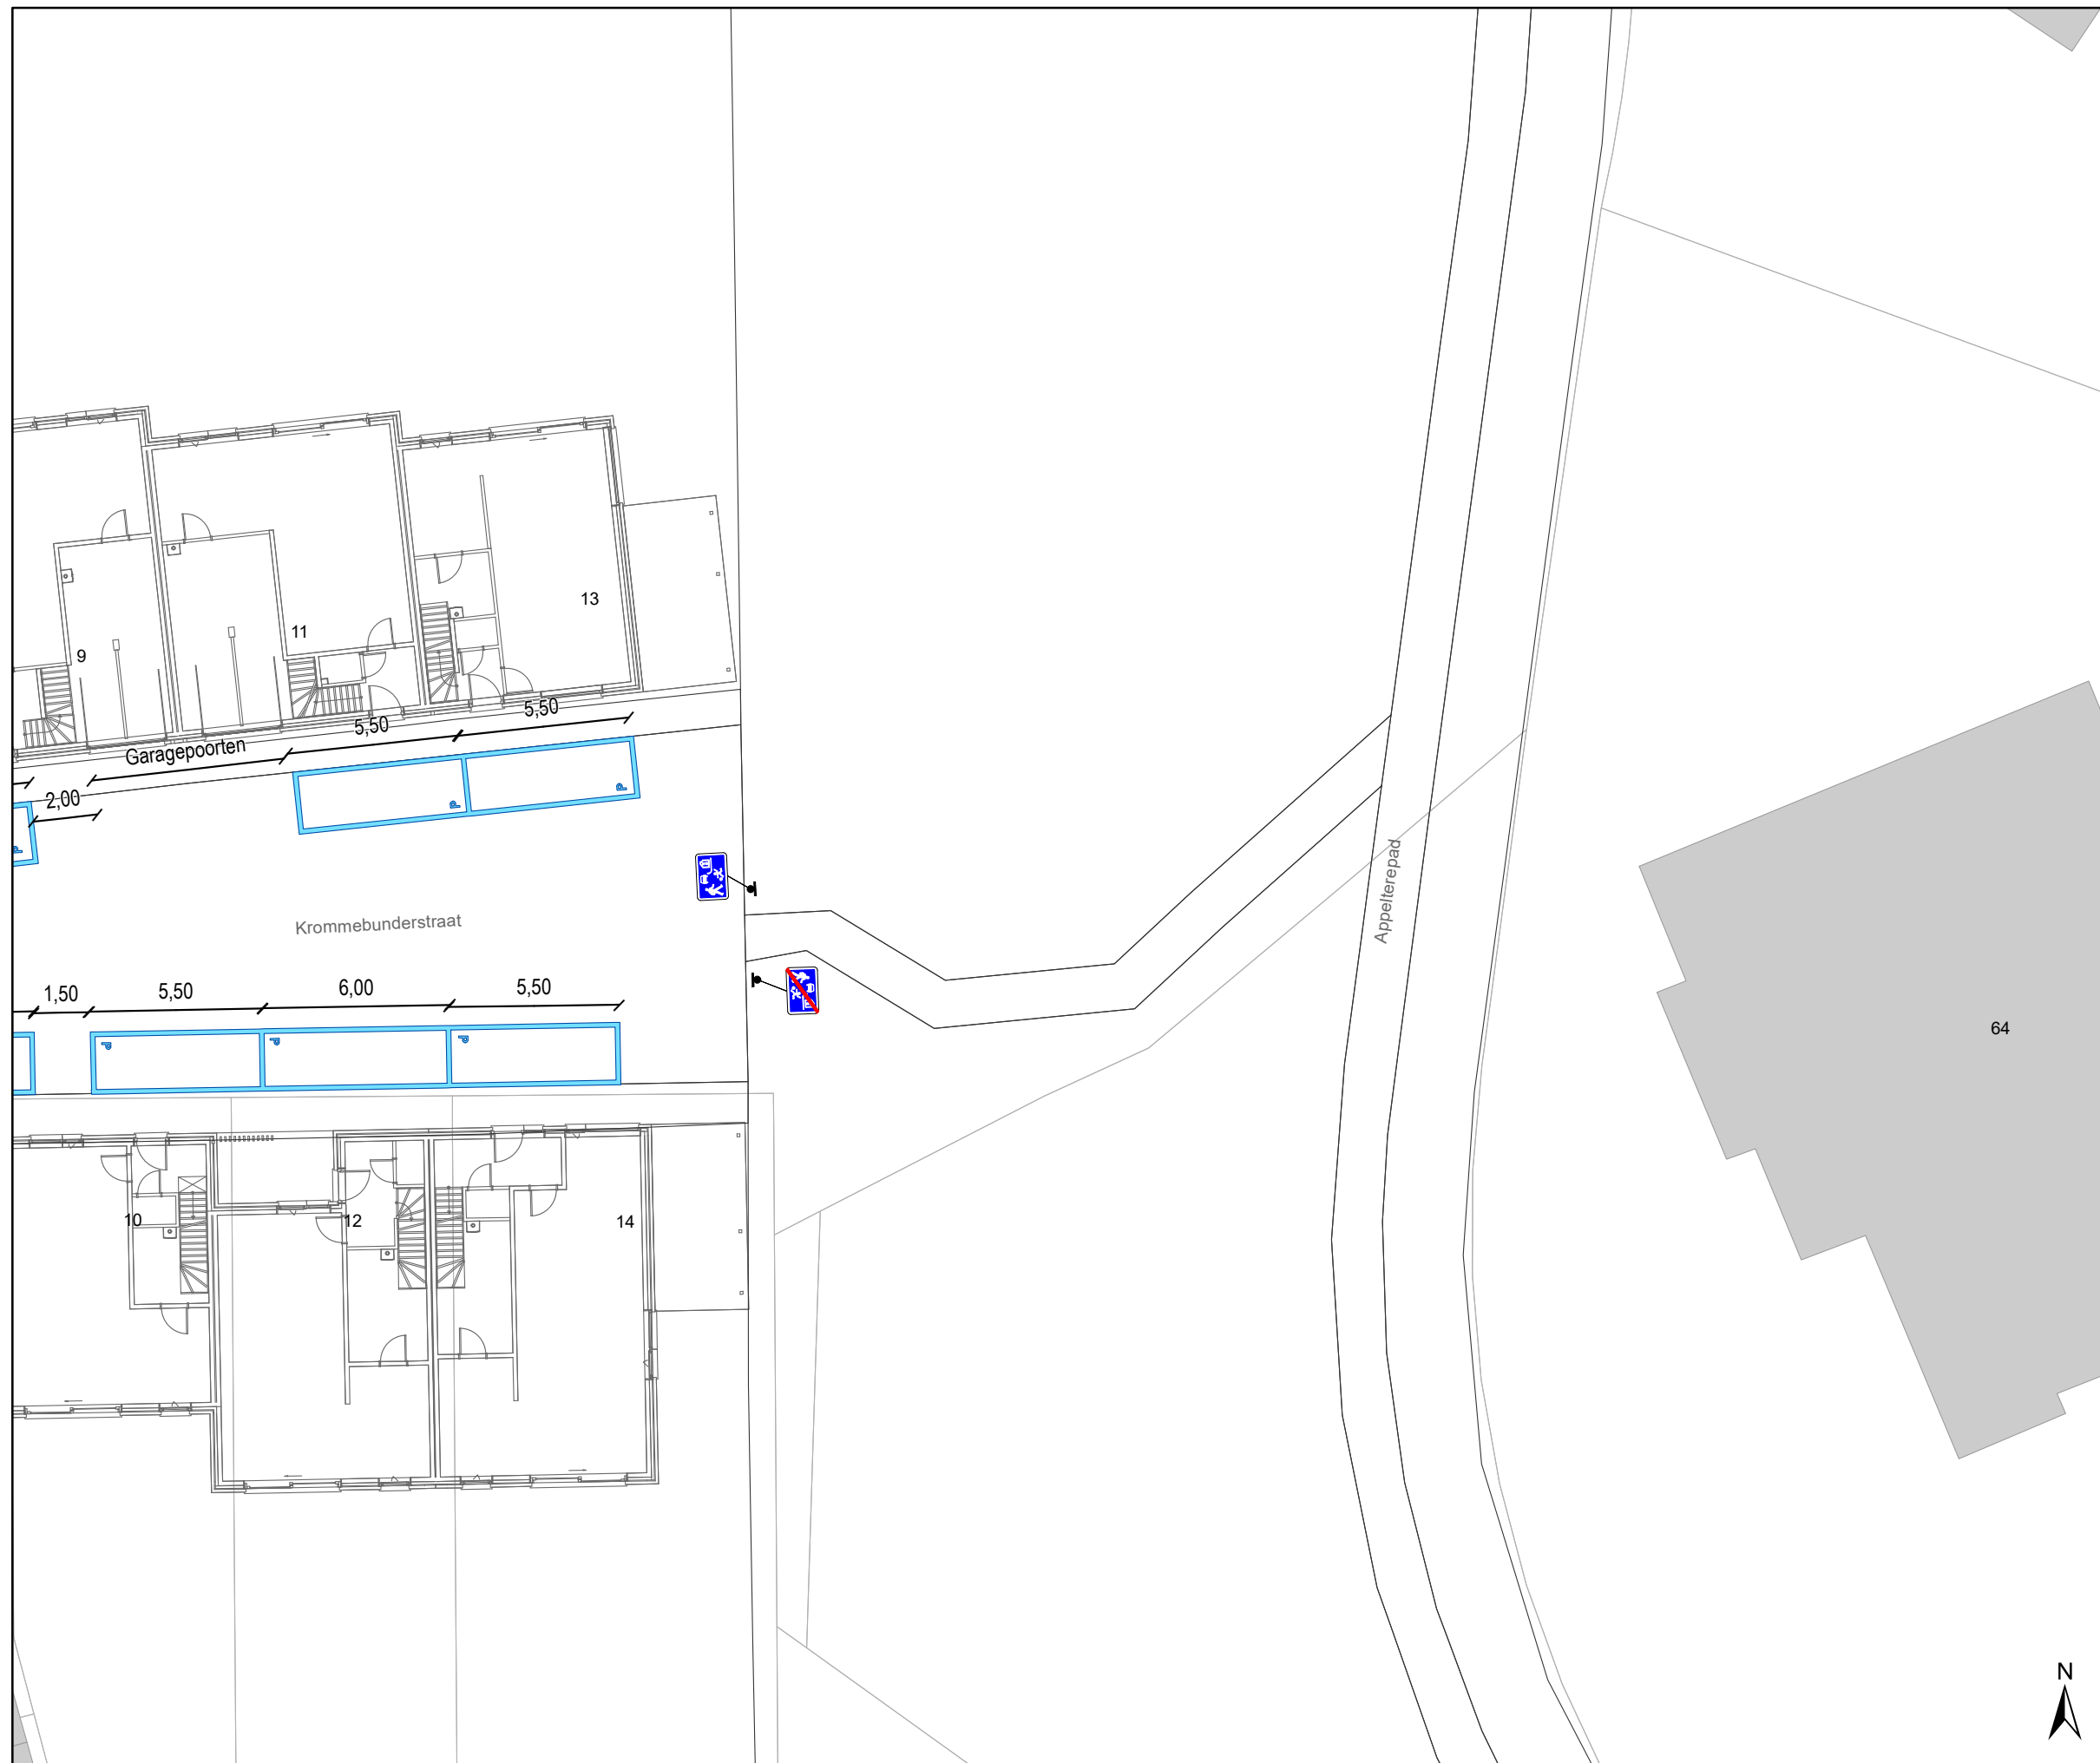 13
11
9
5,50
5,50
Garagepoorten
2,00
P
P
P
Krommebunderstraat
Appelterepad
1,50
5,50
6,00
5,50
P
P
P
64
10
12
14
N